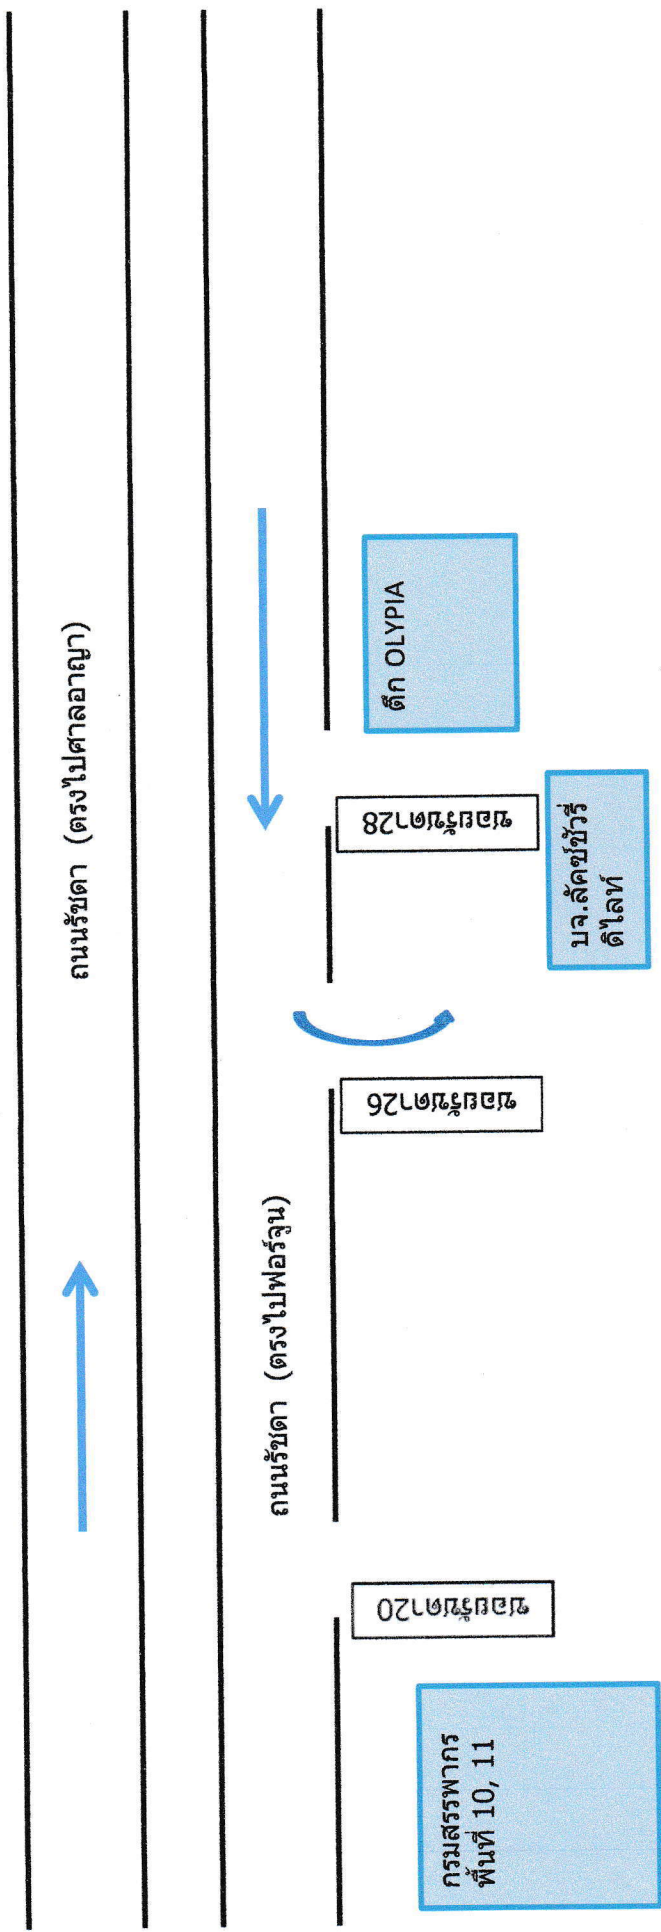 ถนนรัชดา (ตรงไปศาลอาญา)
ถนนรัชดา (ตรงไปฟอร์จูน)
กรมสรรพากร
พื้นที่ 10, 11
ซอยรัชดา20
ซอยรัชดา26
ซอยรัชดา28
บจ.ลัคซ์ชัวรี่
ดีไลท์
ตึก OLYPIA